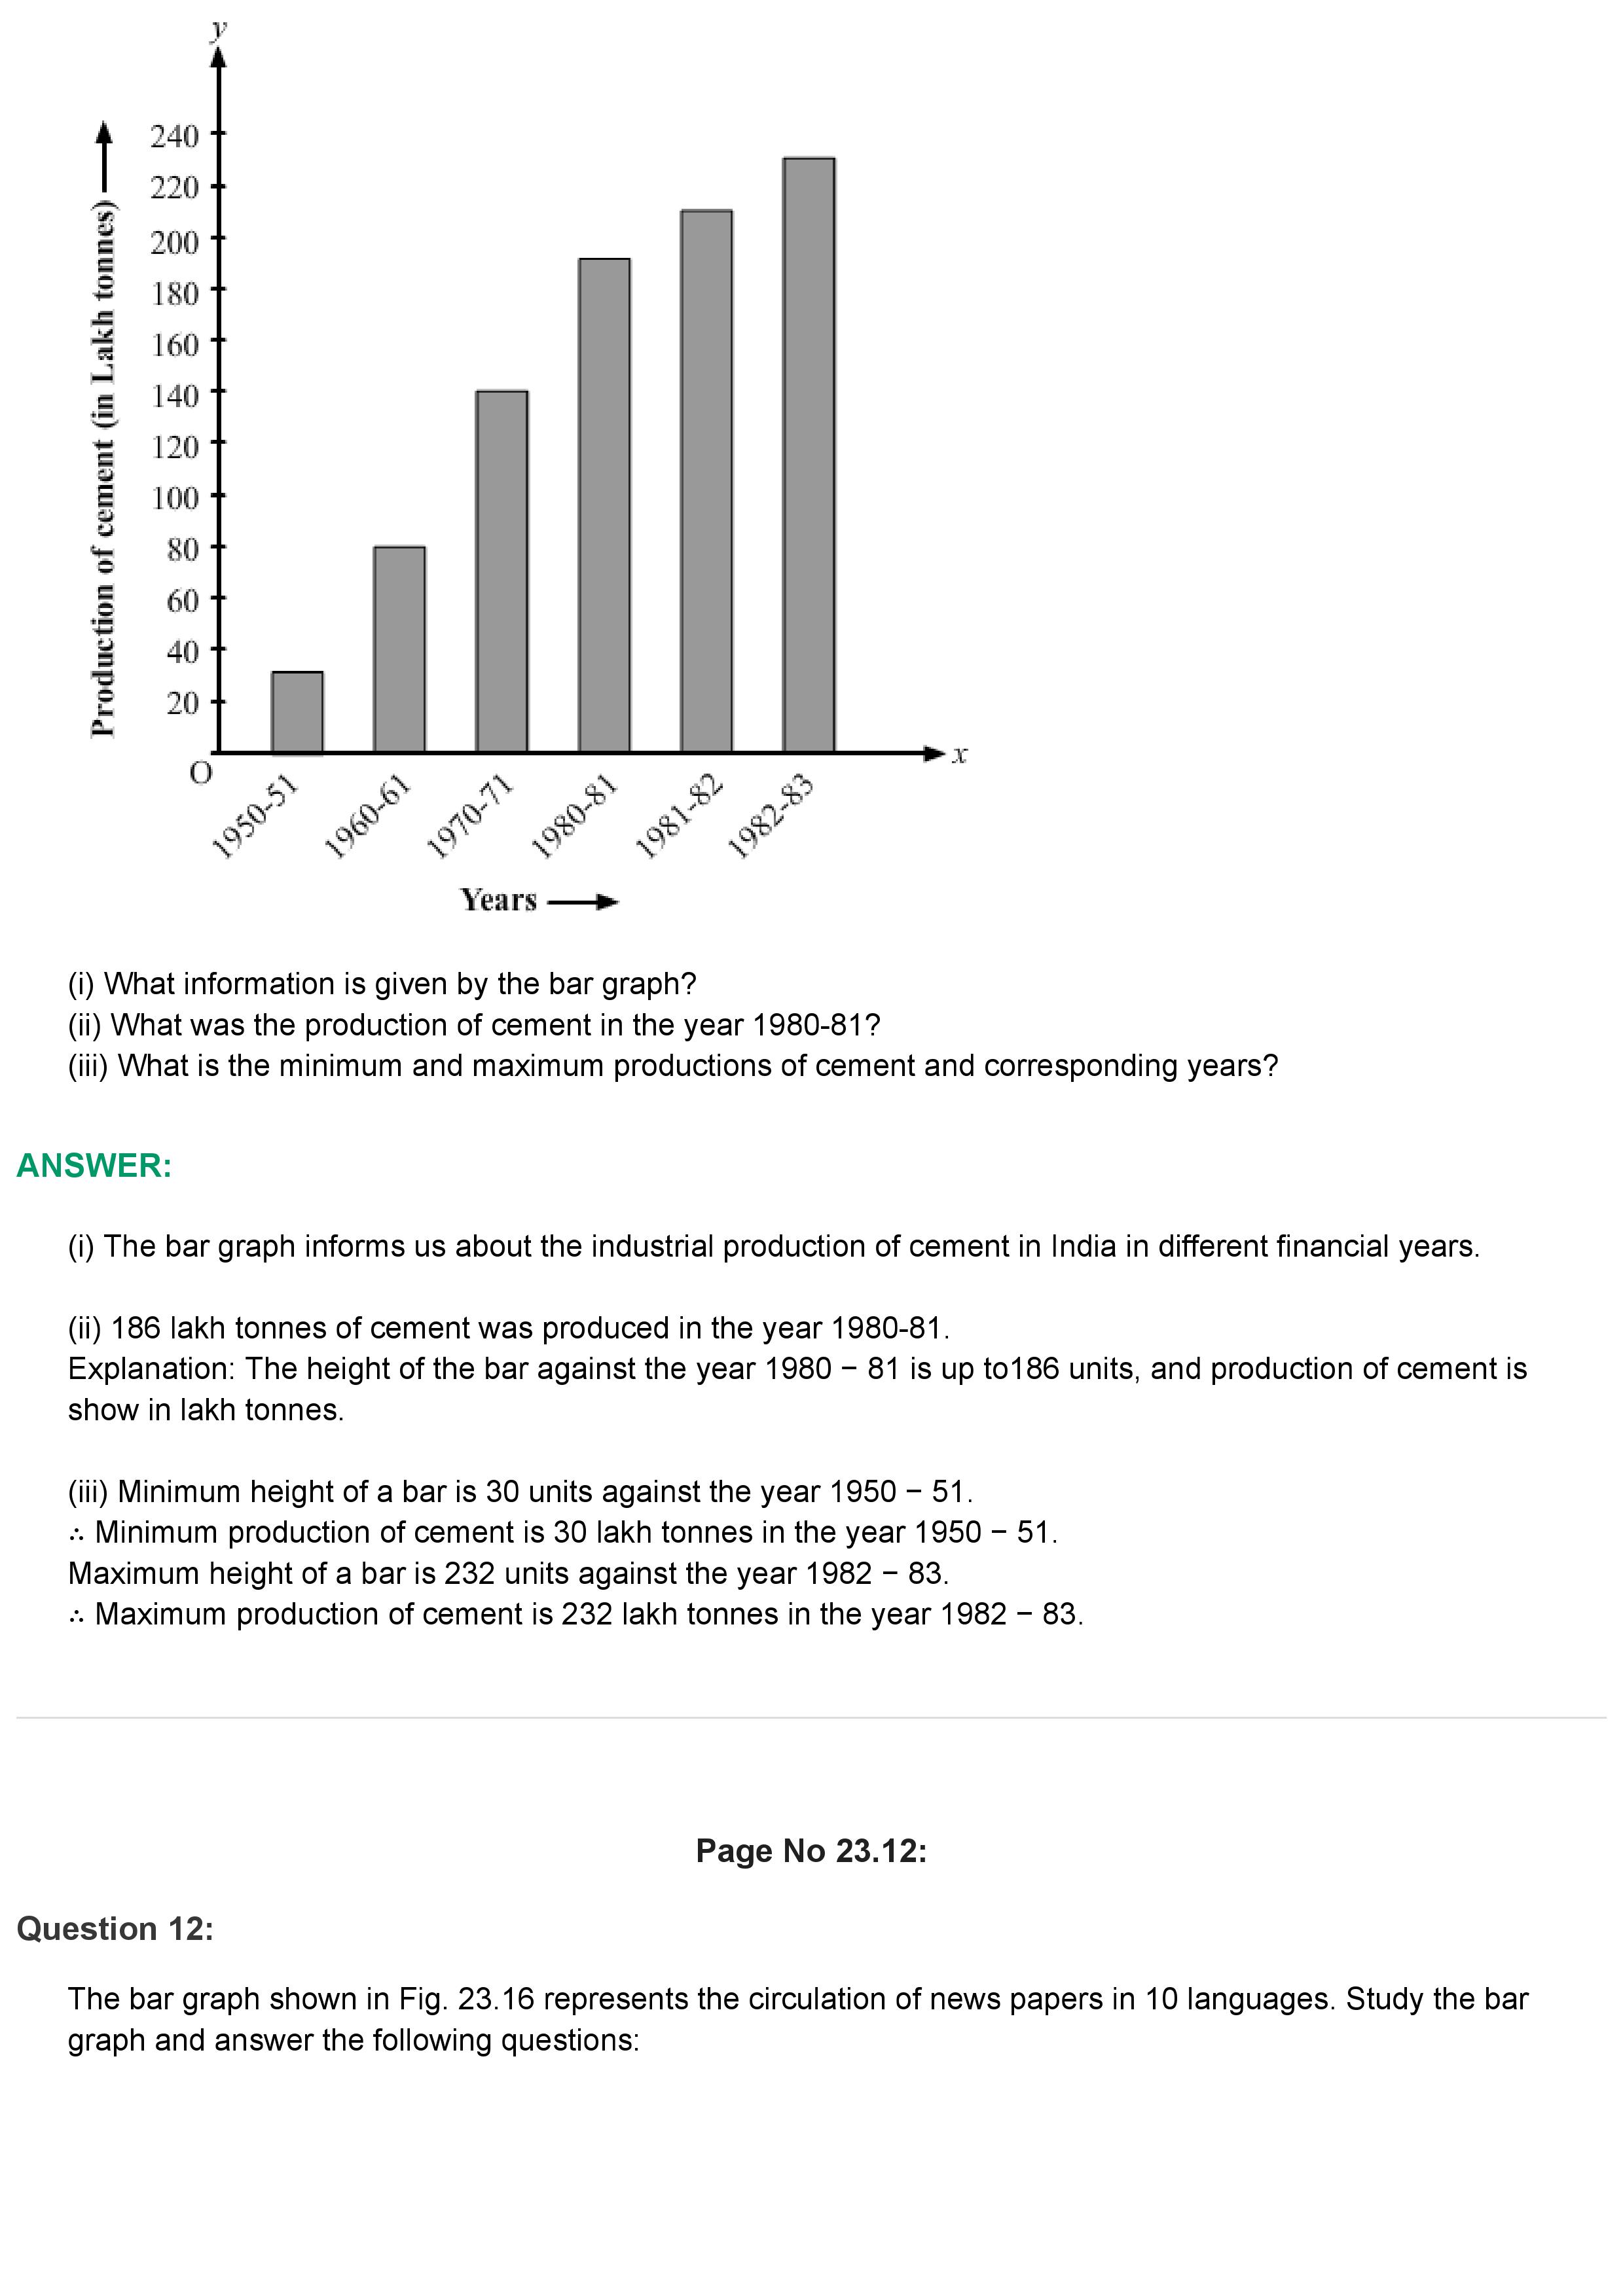 y
240
220
200
180
160
140
120
100
80
60
40
20
O
Production of cement (in Lakh tonnes)
x
1950-51
1960-61
1970-71
1980-81
1981-82
1982-83
Years
(i) What information is given by the bar graph?
(ii) What was the production of cement in the year 1980-81?
(iii) What is the minimum and maximum productions of cement and corresponding years?
ANSWER:
(i) The bar graph informs us about the industrial production of cement in India in different financial years.
(ii) 186 lakh tonnes of cement was produced in the year 1980-81.
Explanation: The height of the bar against the year 1980 − 81 is up to186 units, and production of cement is
show in lakh tonnes.
(iii) Minimum height of a bar is 30 units against the year 1950 − 51.
∴ Minimum production of cement is 30 lakh tonnes in the year 1950 − 51.
Maximum height of a bar is 232 units against the year 1982 − 83.
∴ Maximum production of cement is 232 lakh tonnes in the year 1982 − 83.
Page No 23.12:
Question 12:
The bar graph shown in Fig. 23.16 represents the circulation of news papers in 10 languages. Study the bar
graph and answer the following questions: